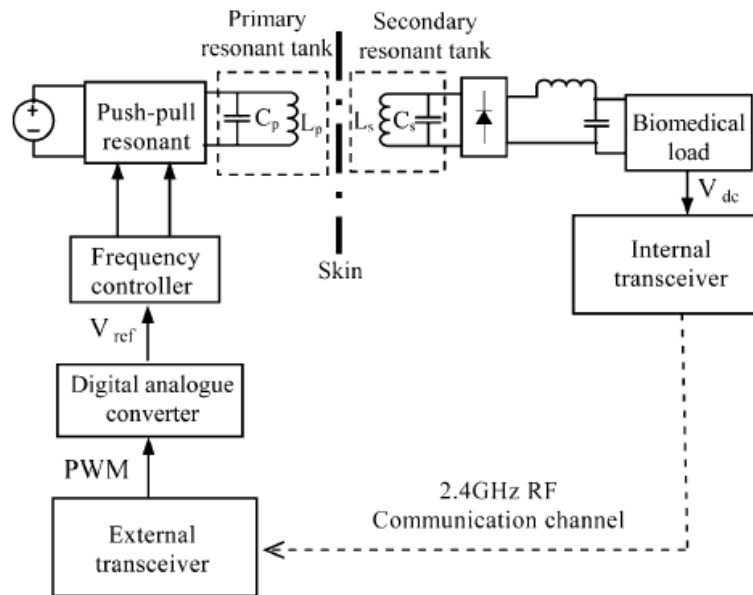 Primary
resonant tank
Secondary
resonant tank
+
−
Push-pull
resonant
Cp
Lp
Ls
Cs
Biomedical
load
Vdc
Skin
Frequency
controller
Internal
transceiver
Vref
Digital analogue
converter
PWM
2.4GHz RF
Communication channel
External
transceiver